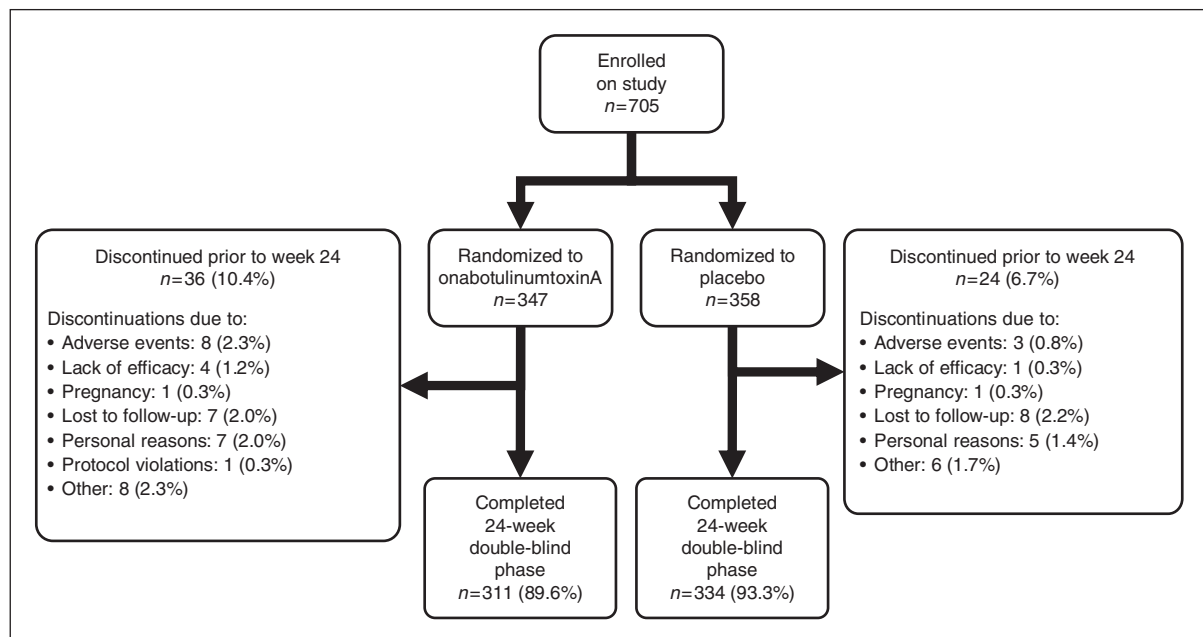 Enrolled
on study
n=705
Randomized to
onabotulinumtoxinA
n=347
Randomized to
placebo
n=358
Discontinued prior to week 24
n=36 (10.4%)
Discontinuations due to:
• Adverse events: 8 (2.3%)
• Lack of efficacy: 4 (1.2%)
• Pregnancy: 1 (0.3%)
• Lost to follow-up: 7 (2.0%)
• Personal reasons: 7 (2.0%)
• Protocol violations: 1 (0.3%)
• Other: 8 (2.3%)
Discontinued prior to week 24
n=24 (6.7%)
Discontinuations due to:
• Adverse events: 3 (0.8%)
• Lack of efficacy: 1 (0.3%)
• Pregnancy: 1 (0.3%)
• Lost to follow-up: 8 (2.2%)
• Personal reasons: 5 (1.4%)
• Other: 6 (1.7%)
Completed
24-week
double-blind
phase
n=311 (89.6%)
Completed
24-week
double-blind
phase
n=334 (93.3%)